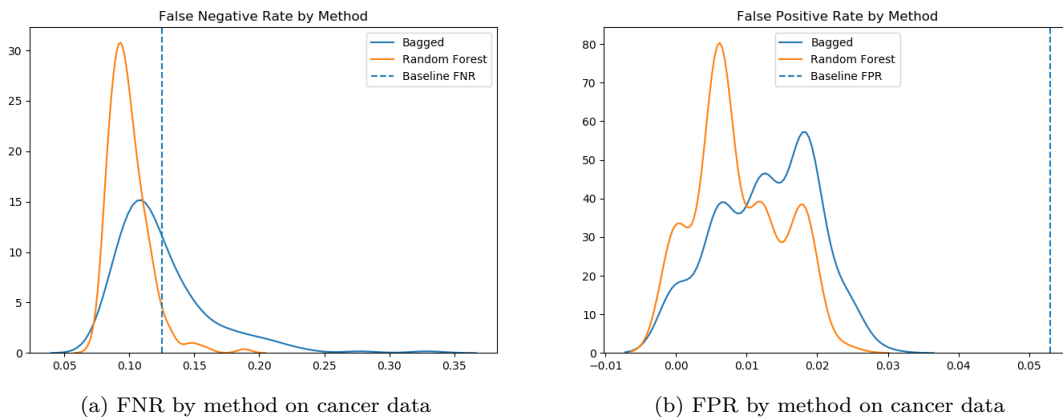 False Negative Rate by Method
30
25
20
15
10
5
0
0.05 0.10 0.15 0.20 0.25 0.30 0.35
Bagged
Random Forest
Baseline FNR
(a) FNR by method on cancer data
False Positive Rate by Method
80
70
60
50
40
30
20
10
0
−0.01 0.00 0.01 0.02 0.03 0.04 0.05
Bagged
Random Forest
Baseline FPR
(b) FPR by method on cancer data